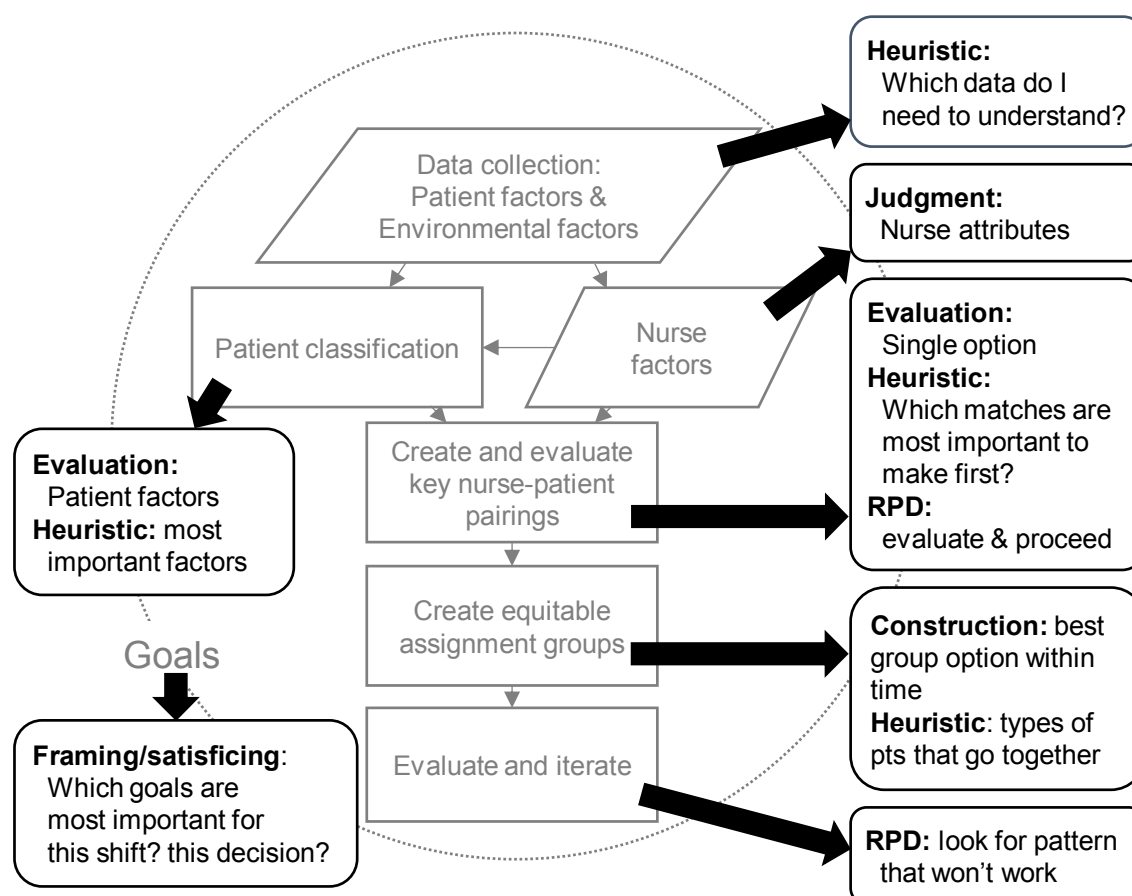 Heuristic:
Which data do I
need to understand?
Data collection:
Patient factors &
Environmental factors
Judgment:
Nurse attributes
Patient classification
Nurse
factors
Evaluation:
Single option
Heuristic:
Which matches are
most important to
make first?
RPD:
evaluate & proceed
Evaluation:
Patient factors
Heuristic: most
important factors
Create and evaluate
key nurse-patient
pairings
Create equitable
assignment groups
Construction: best
group option within
time
Heuristic: types of
pts that go together
Goals
Framing/satisficing:
Which goals are
most important for
this shift? this decision?
Evaluate and iterate
RPD: look for pattern
that won’t work